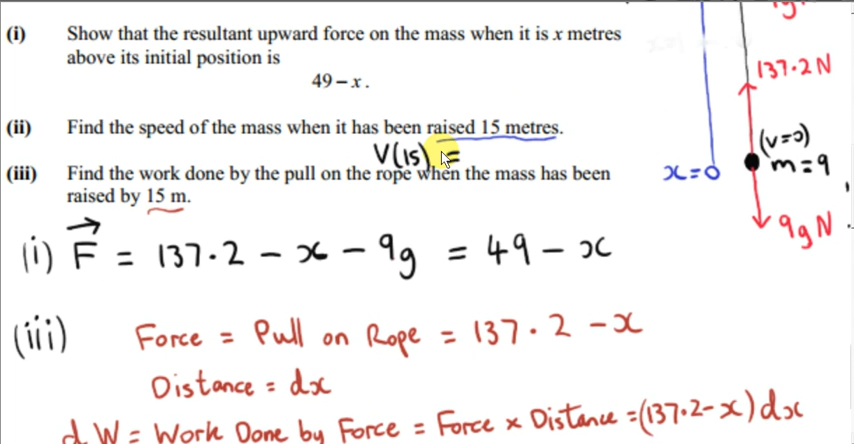 (i) Show that the resultant upward force on the mass when it is x metres
above its initial position is
49 – x .
(ii) Find the speed of the mass when it has been raised 15 metres.
V(15) =
(iii) Find the work done by the pull on the rope when the mass has been
raised by 15 m.
137.2 N
(v=0)
x=0
m=9
9g N
(i) F = 137.2 – x – 9g = 49 – x
(iii) Force = Pull on Rope = 137.2 – x
Distance = dx
dW = Work Done by Force = Force × Distance = (137.2 – x) dx